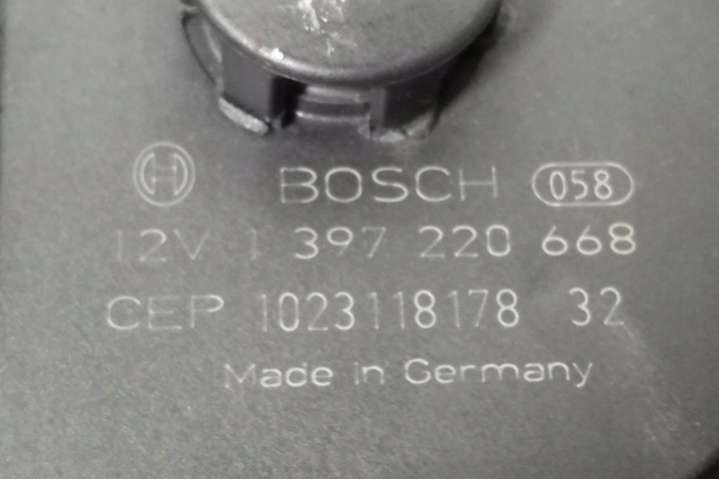 BOSCH 058
12V 1 397 220 668
CEP 1023118178 32
Made in Germany